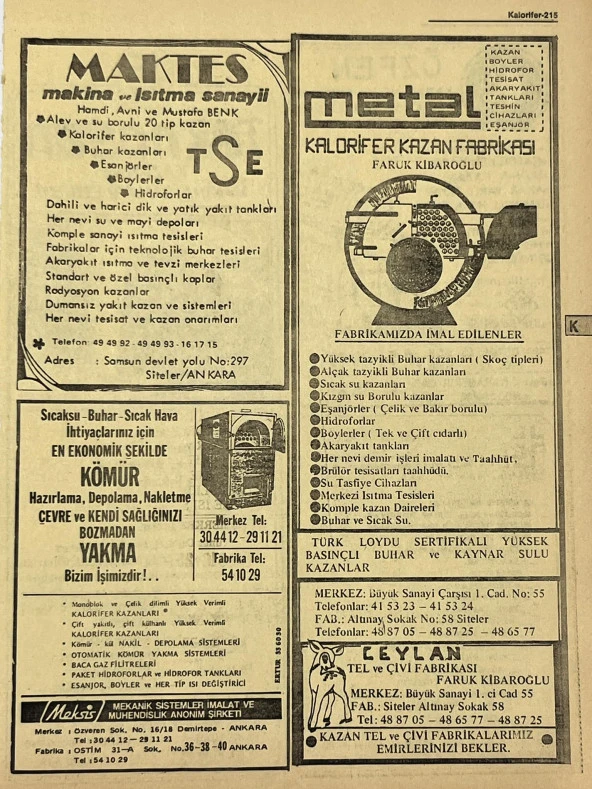 Kalorifer-215
MAKTES
makina ve ısıtma sanayii
Hamdi, Avni ve Mustafa BENK
Alev ve su borulu 20 tip kazan
Kalorifer kazanları
Buhar kazanları
Esanjörler
Boylerler
Hidroforlar
TSE
Dahili ve harici dik ve yatık yakıt tankları
Her nevi su ve mayi depoları
Komple sanayi ısıtma tesisleri
Fabrikalar için teknolojik buhar tesisleri
Akaryakıt ısıtma ve tevzi merkezleri
Standart ve özel basınçlı kaplar
Radyosyon kazanlar
Dumansız yakıt kazan ve sistemleri
Her nevi tesisat ve kazan onarımları
Telefon: 49 49 92 - 49 49 93 - 16 17 15
Adres : Samsun devlet yolu No:297
Siteler/ANKARA
Sıcaksu-Buhar-Sıcak Hava
İhtiyaçlarınız için
EN EKONOMİK ŞEKİLDE
KÖMÜR
Hazırlama, Depolama, Nakletme
ÇEVRE ve KENDİ SAĞLIĞINIZI
BOZMADAN
YAKMA
Bizim İşimizdir!..
Merkez Tel:
30 44 12 - 29 11 21
Fabrika Tel:
54 10 29
* Monoblok ve Çelik dilimli Yüksek Verimli
KALORİFER KAZANLARI
* Çift yakıtlı, çift külhanlı Yüksek Verimli
KALORİFER KAZANLARI
* Kömür - kül NAKİL - DEPOLAMA SİSTEMLERİ
* OTOMATİK KÖMÜR YAKMA SİSTEMLERİ
* BACA GAZ FİLİTRELERİ
* PAKET HİDROFORLAR ve HİDROFOR TANKLARI
* ESANJOR, BOYLER ve HER TİP ISI DEĞİŞTİRİCİ
Meksis
MEKANİK SİSTEMLER İMALAT VE
MÜHENDİSLİK ANONİM ŞİRKETİ
Merkez : Özveren Sok. No. 16/18 Demirtepe - ANKARA
Tel : 30 44 12 - 29 11 21
Fabrika : OSTİM 31-A Sok. No.36-38-40 ANKARA
Tel : 54 10 29
KAZAN
BOYLER
HİDROFOR
TESİSAT
AKARYAKIT
TANKLARI
TESHİN
CİHAZLARI
EŞANJÖR
metal
KALORİFER KAZAN FABRİKASI
FARUK KİBAROĞLU
FABRİKAMIZDA İMAL EDİLENLER
Yüksek tazyikli Buhar kazanları ( Skoç tipleri)
Alçak tazyikli Buhar kazanları
Sıcak su kazanları
Kızgın su Borulu Kazanlar
Eşanjörler ( Çelik ve Bakır borulu)
Hidroforlar
Böylerler ( Tek ve Çift cidarlı)
Akaryakıt tankları
Her nevi demir işleri imalatı ve Taahhüt.
Brülör tesisatları taahhüdü.
Su Tasfiye Cihazları
Merkezi Isıtma Tesisleri
Komple kazan Daireleri
Buhar ve Sıcak Su.
TÜRK LOYDU SERTİFİKALI YÜKSEK
BASINÇLI BUHAR ve KAYNAR SULU
KAZANLAR
MERKEZ: Büyük Sanayi Çarşısı 1. Cad. No: 55
Telefonlar: 41 53 23 - 41 53 24
FAB.: Altınay Sokak No: 58 Siteler
Telefonlar: 48 87 05 - 48 87 25 - 48 65 77
CEYLAN
TEL ve ÇİVİ FABRİKASI
FARUK KİBAROĞLU
MERKEZ: Büyük Sanayi 1. ci Cad 55
FAB.: Siteler Altınay Sokak 58
Tel: 48 87 05 - 48 65 77 - 48 87 25
KAZAN TEL ve ÇİVİ FABRİKALARIMIZ
EMİRLERİNİZİ BEKLER.
K